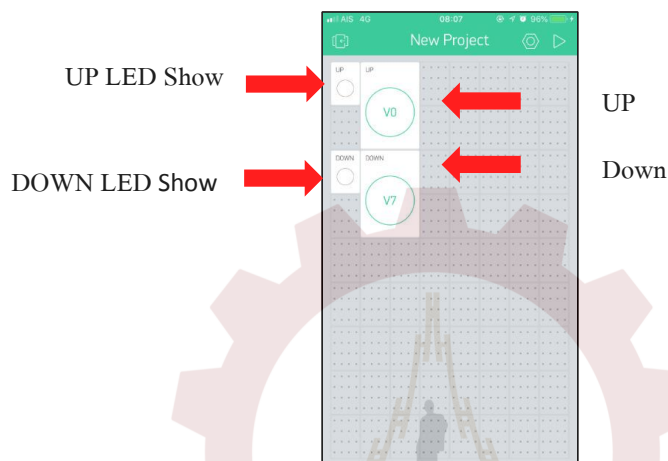 AIS 4G 08:07 96%
New Project
UP LED Show
UP UP
V0
UP
DOWN LED Show
DOWN DOWN
V7
Down